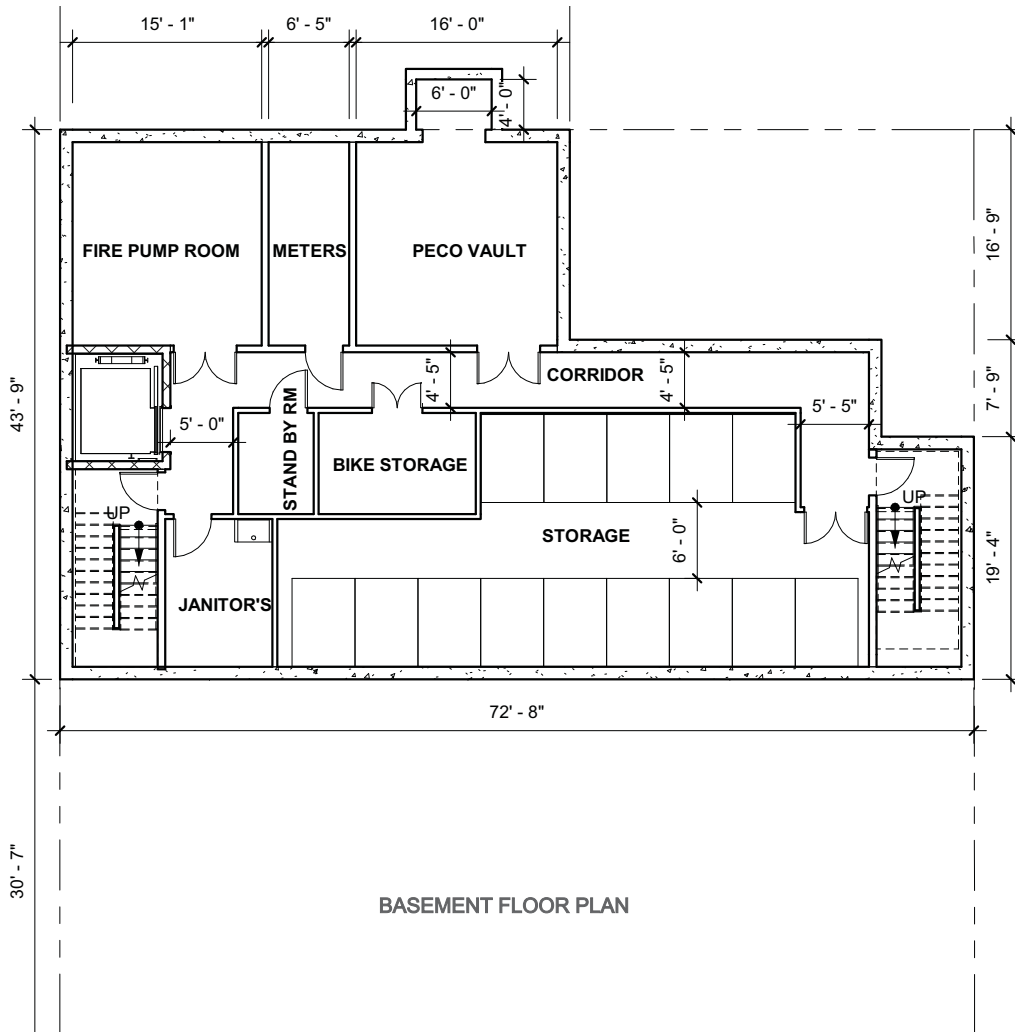 15' - 1"
6' - 5"
16' - 0"
6' - 0"
4' - 0"
FIRE PUMP ROOM
METERS
PECO VAULT
16' - 9"
CORRIDOR
4' - 5"
4' - 5"
7' - 9"
43' - 9"
5' - 0"
5' - 5"
STAND BY RM
BIKE STORAGE
UP
UP
STORAGE
6' - 0"
19' - 4"
JANITOR'S
72' - 8"
30' - 7"
BASEMENT FLOOR PLAN